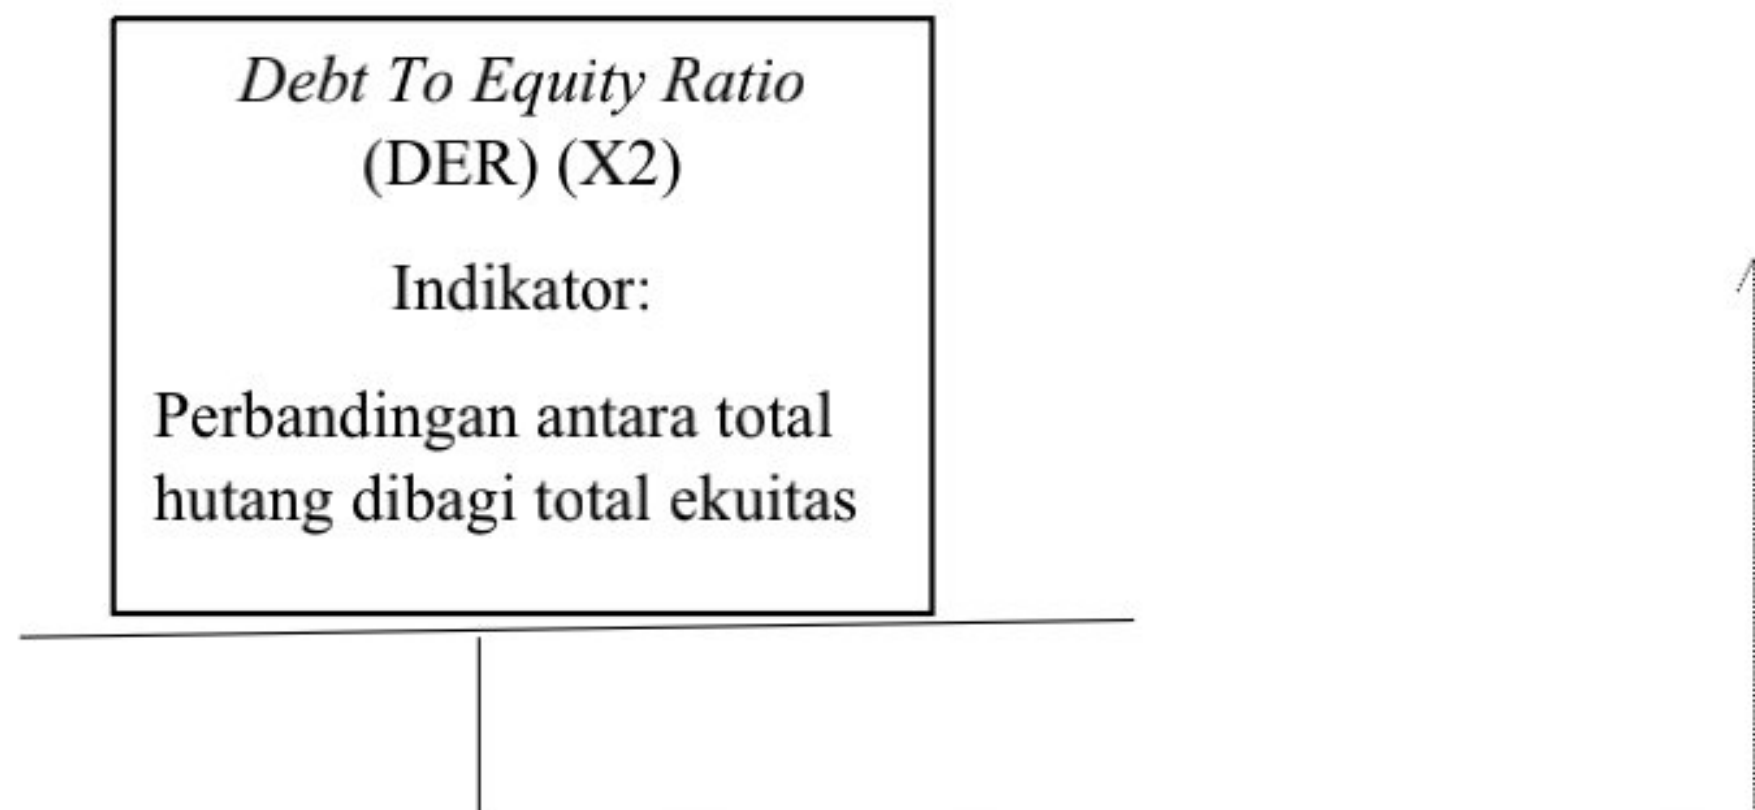 Debt To Equity Ratio
(DER) (X2)
Indikator:
Perbandingan antara total
hutang dibagi total ekuitas